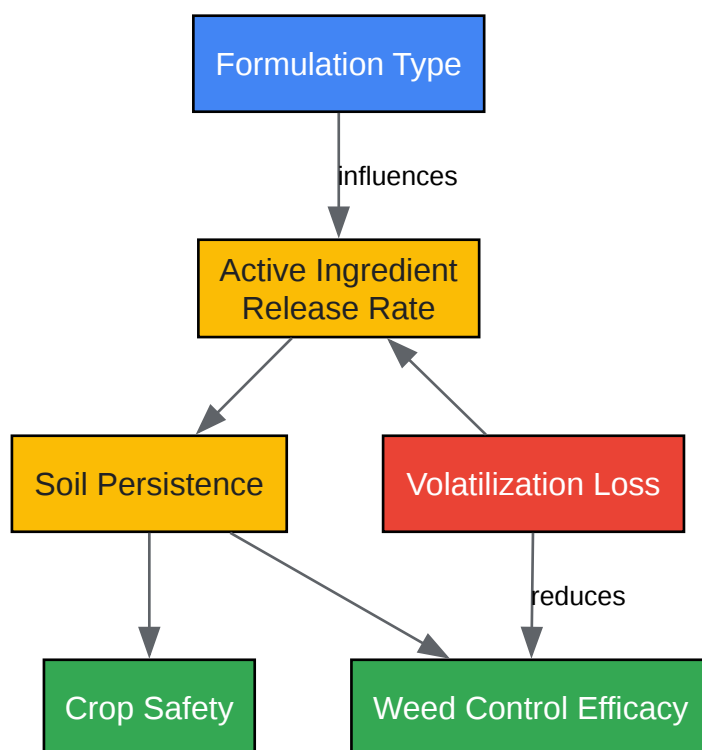 Formulation Type
influences
Active Ingredient
Release Rate
Soil Persistence
Volatilization Loss
reduces
Crop Safety
Weed Control Efficacy